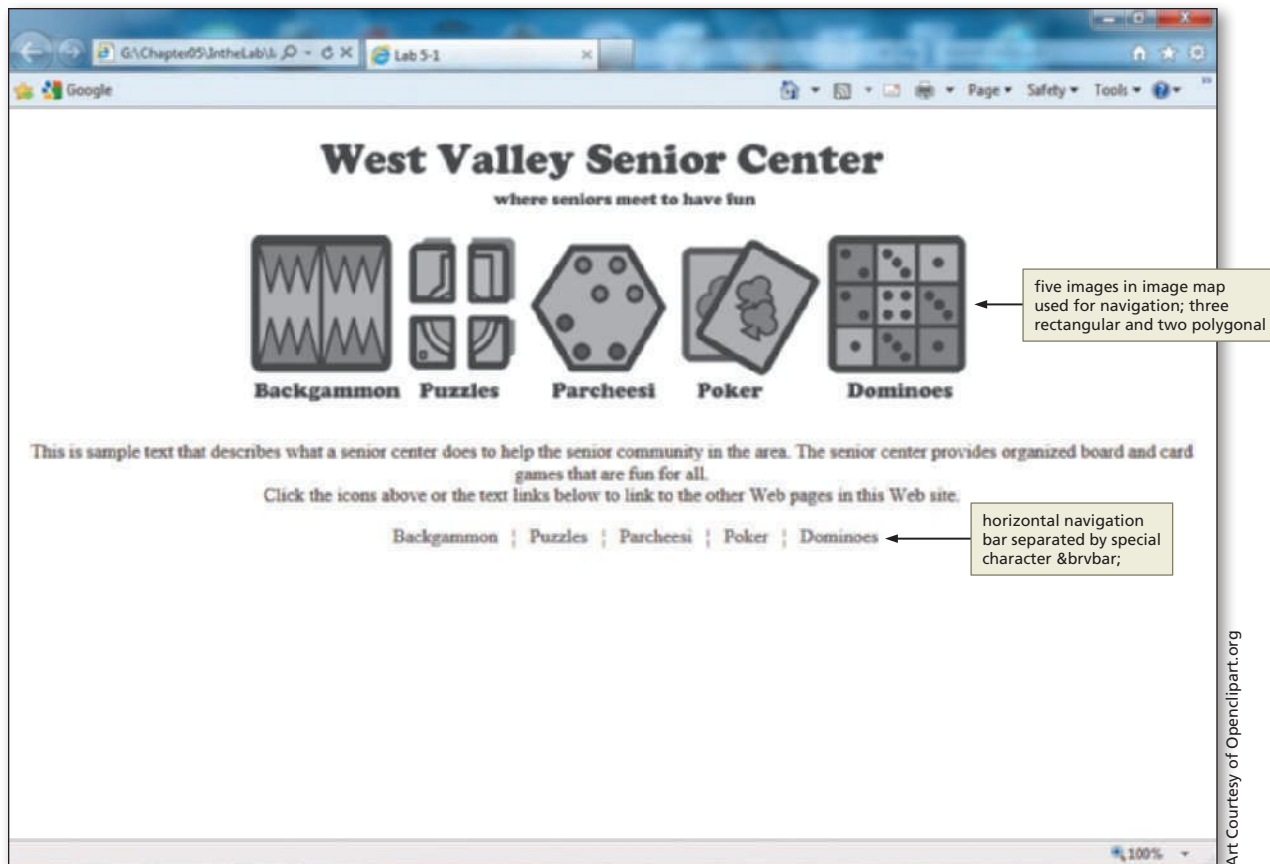 G:\Chapter05\IntheLab\
Lab 5-1
Google
Page
Safety
Tools
West Valley Senior Center
where seniors meet to have fun
Backgammon Puzzles Parcheesi Poker Dominoes
five images in image map
used for navigation; three
rectangular and two polygonal
This is sample text that describes what a senior center does to help the senior community in the area. The senior center provides organized board and card
games that are fun for all.
Click the icons above or the text links below to link to the other Web pages in this Web site.
Backgammon ¦ Puzzles ¦ Parcheesi ¦ Poker ¦ Dominoes
horizontal navigation
bar separated by special
character &brvbar;
Art Courtesy of Openclipart.org
100%